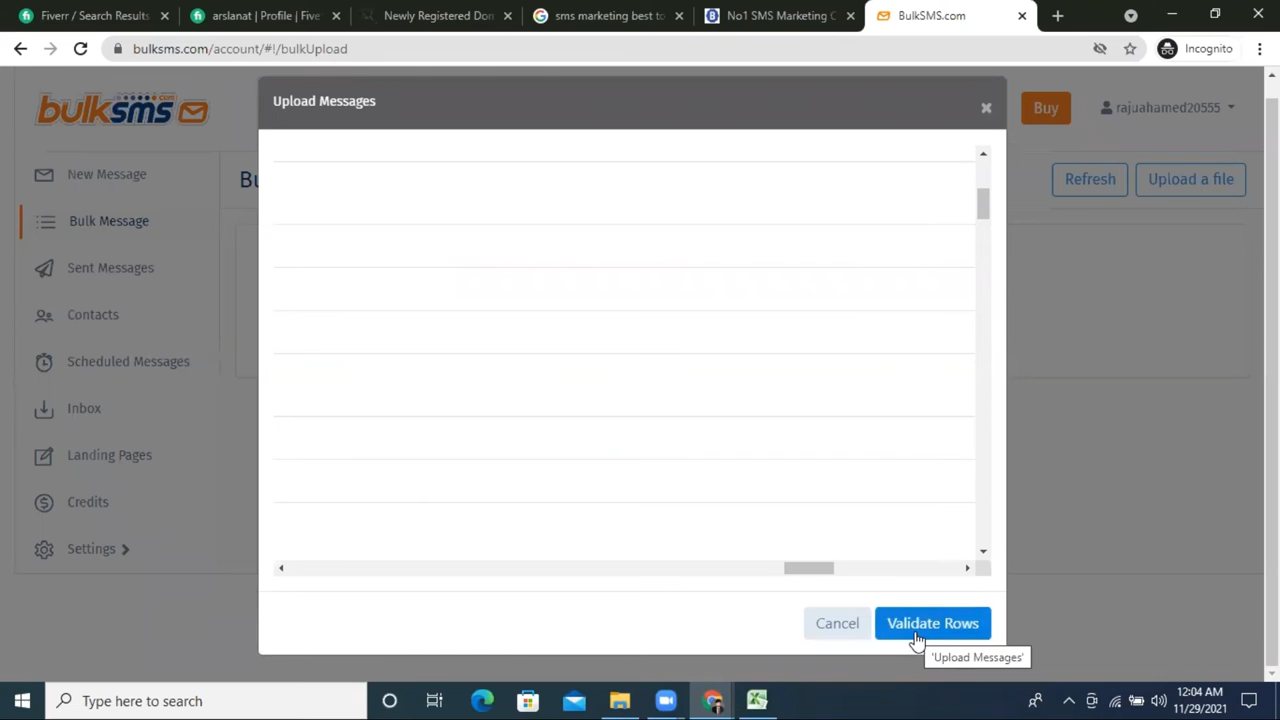 Fiverr / Search Results
arslanat | Profile | Five
Newly Registered Don
sms marketing best to
No1 SMS Marketing C
BulkSMS.com
bulksms.com/account/#!/bulkUpload
Incognito
Upload Messages
bulksms.com
Buy
rajuahamed20555
New Message
Bu
Refresh
Upload a file
Bulk Message
Sent Messages
Contacts
Scheduled Messages
Inbox
Landing Pages
Credits
Settings
Cancel
Validate Rows
'Upload Messages'
Type here to search
12:04 AM
11/29/2021